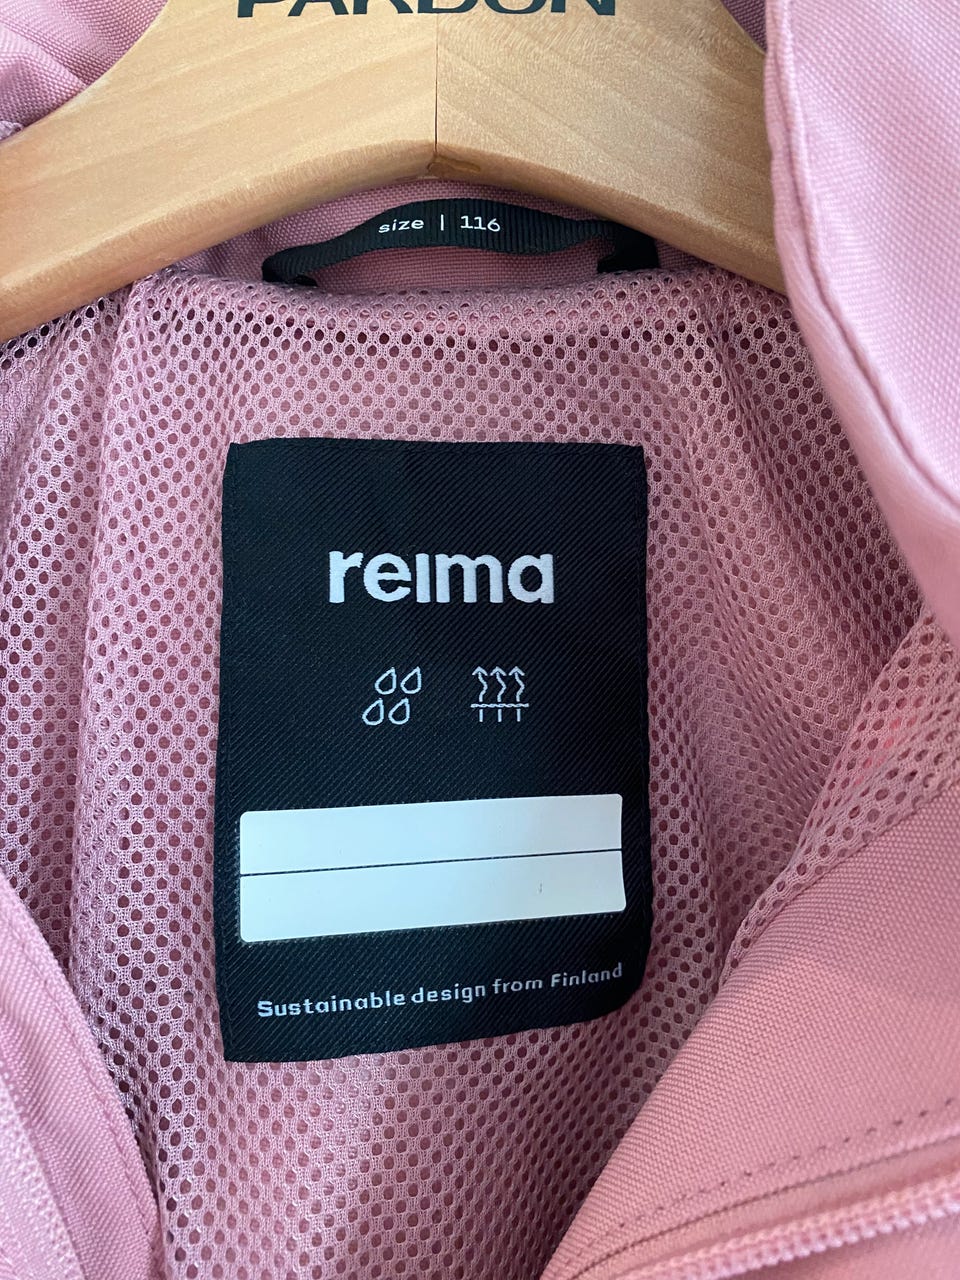 PARDON
size | 116
reima
Sustainable design from Finland